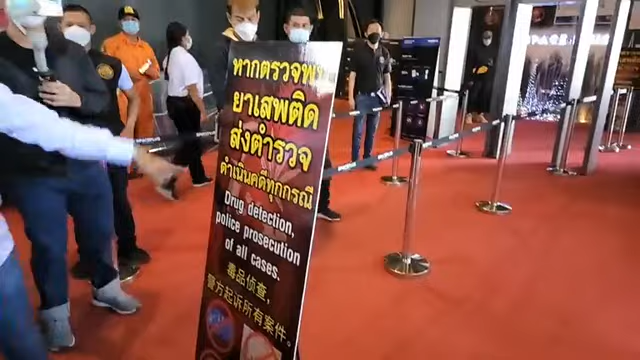 หากตรวจพบ
ยาเสพติด
ส่งตำรวจ
ดำเนินคดีทุกกรณี
Drug detection,
police prosecution
of all cases.
毒品侦查，
警方起诉所有案件。